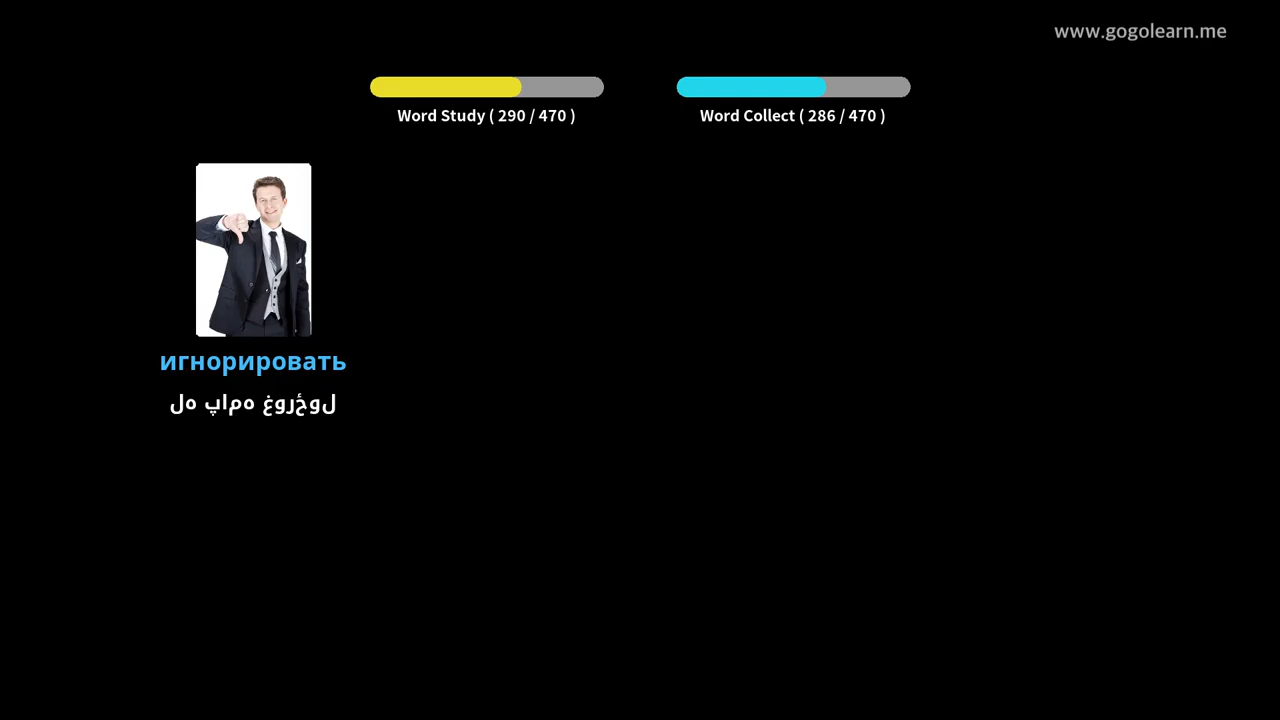 www.gogolearn.me
Word Study ( 290 / 470 )
Word Collect ( 286 / 470 )
игнорировать
له پامه غورځول